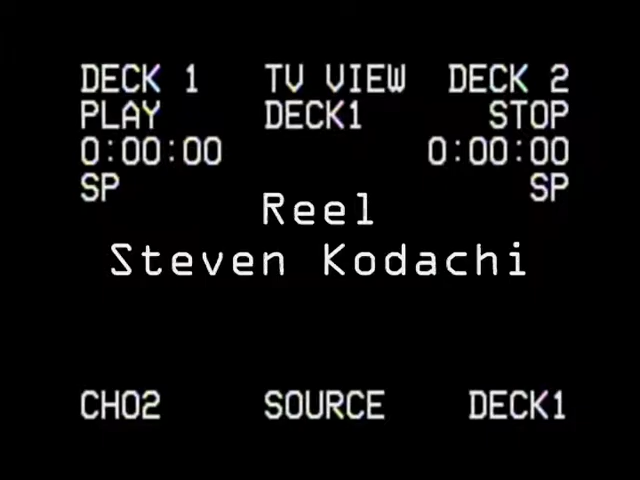 DECK 1 TV VIEW DECK 2
PLAY DECK1 STOP
0:00:00 0:00:00
SP SP
Reel
Steven Kodachi
CH02 SOURCE DECK1